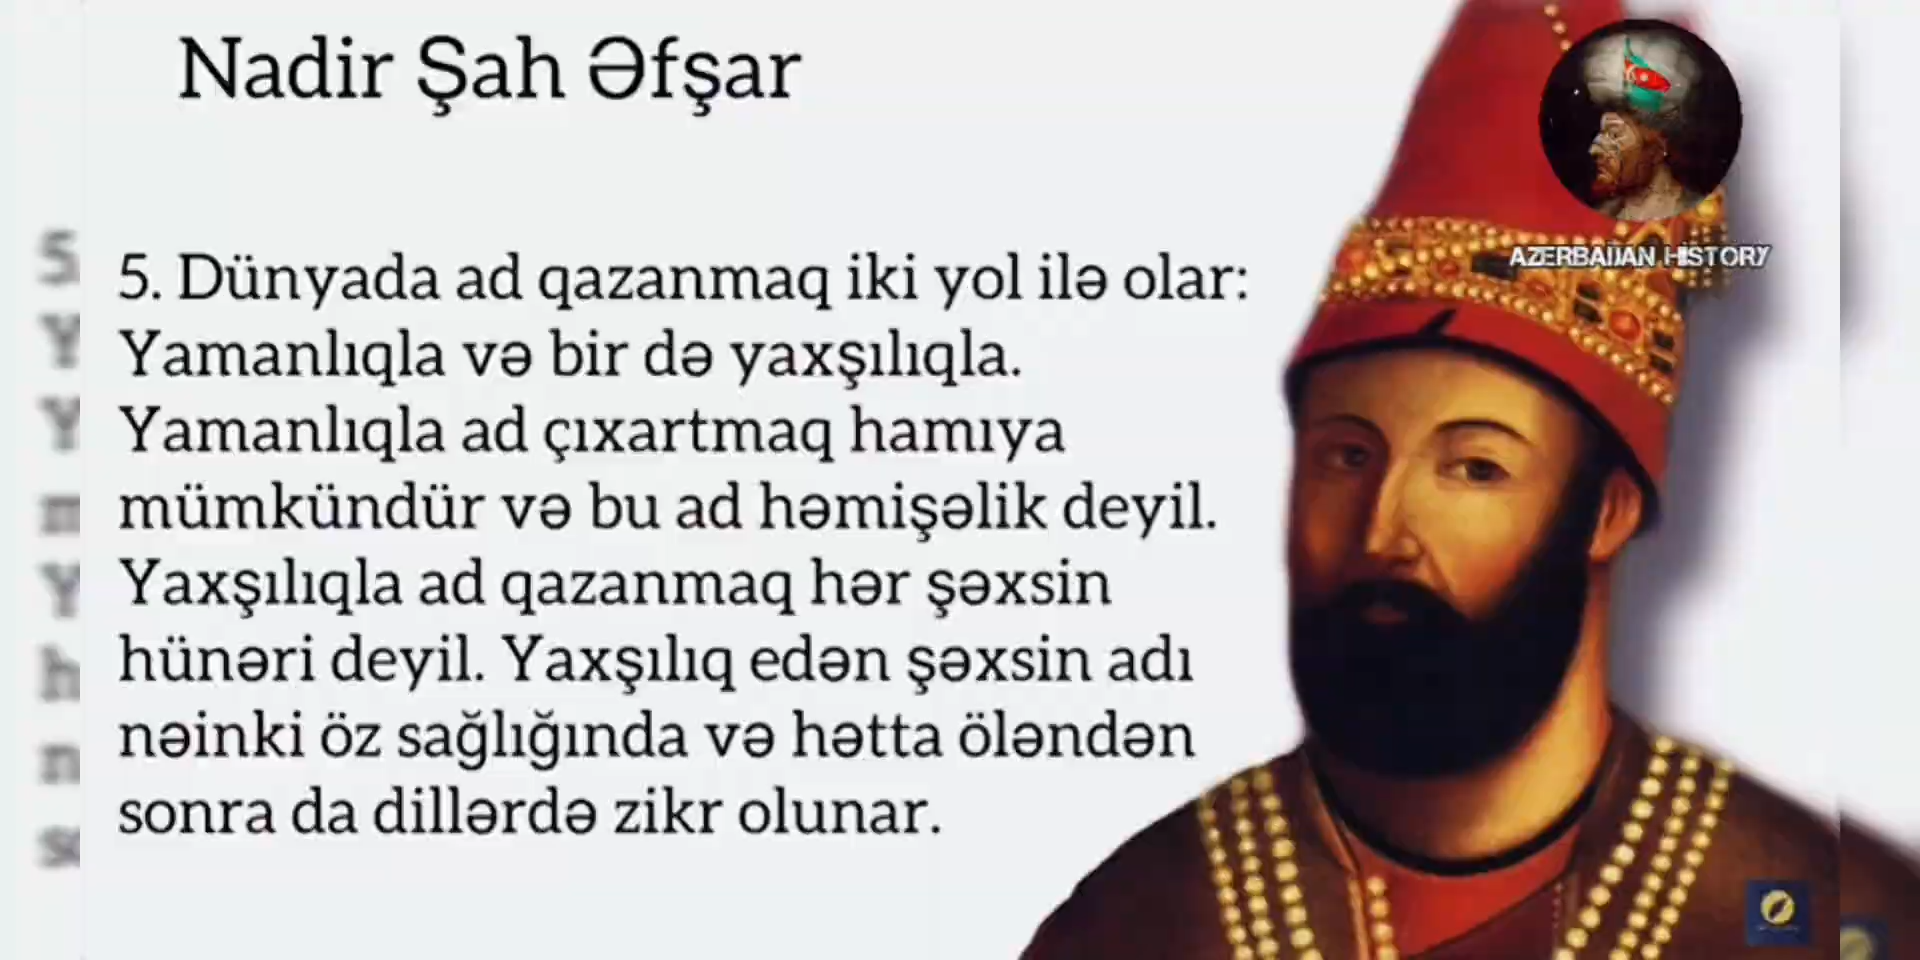 Nadir Şah Əfşar
AZERBAIJAN HISTORY
5. Dünyada ad qazanmaq iki yol ilə olar:
Yamanlıqla və bir də yaxşılıqla.
Yamanlıqla ad çıxartmaq hamıya
mümkündür və bu ad həmişəlik deyil.
Yaxşılıqla ad qazanmaq hər şəxsin
hünəri deyil. Yaxşılıq edən şəxsin adı
nəinki öz sağlığında və hətta öləndən
sonra da dillərdə zikr olunar.